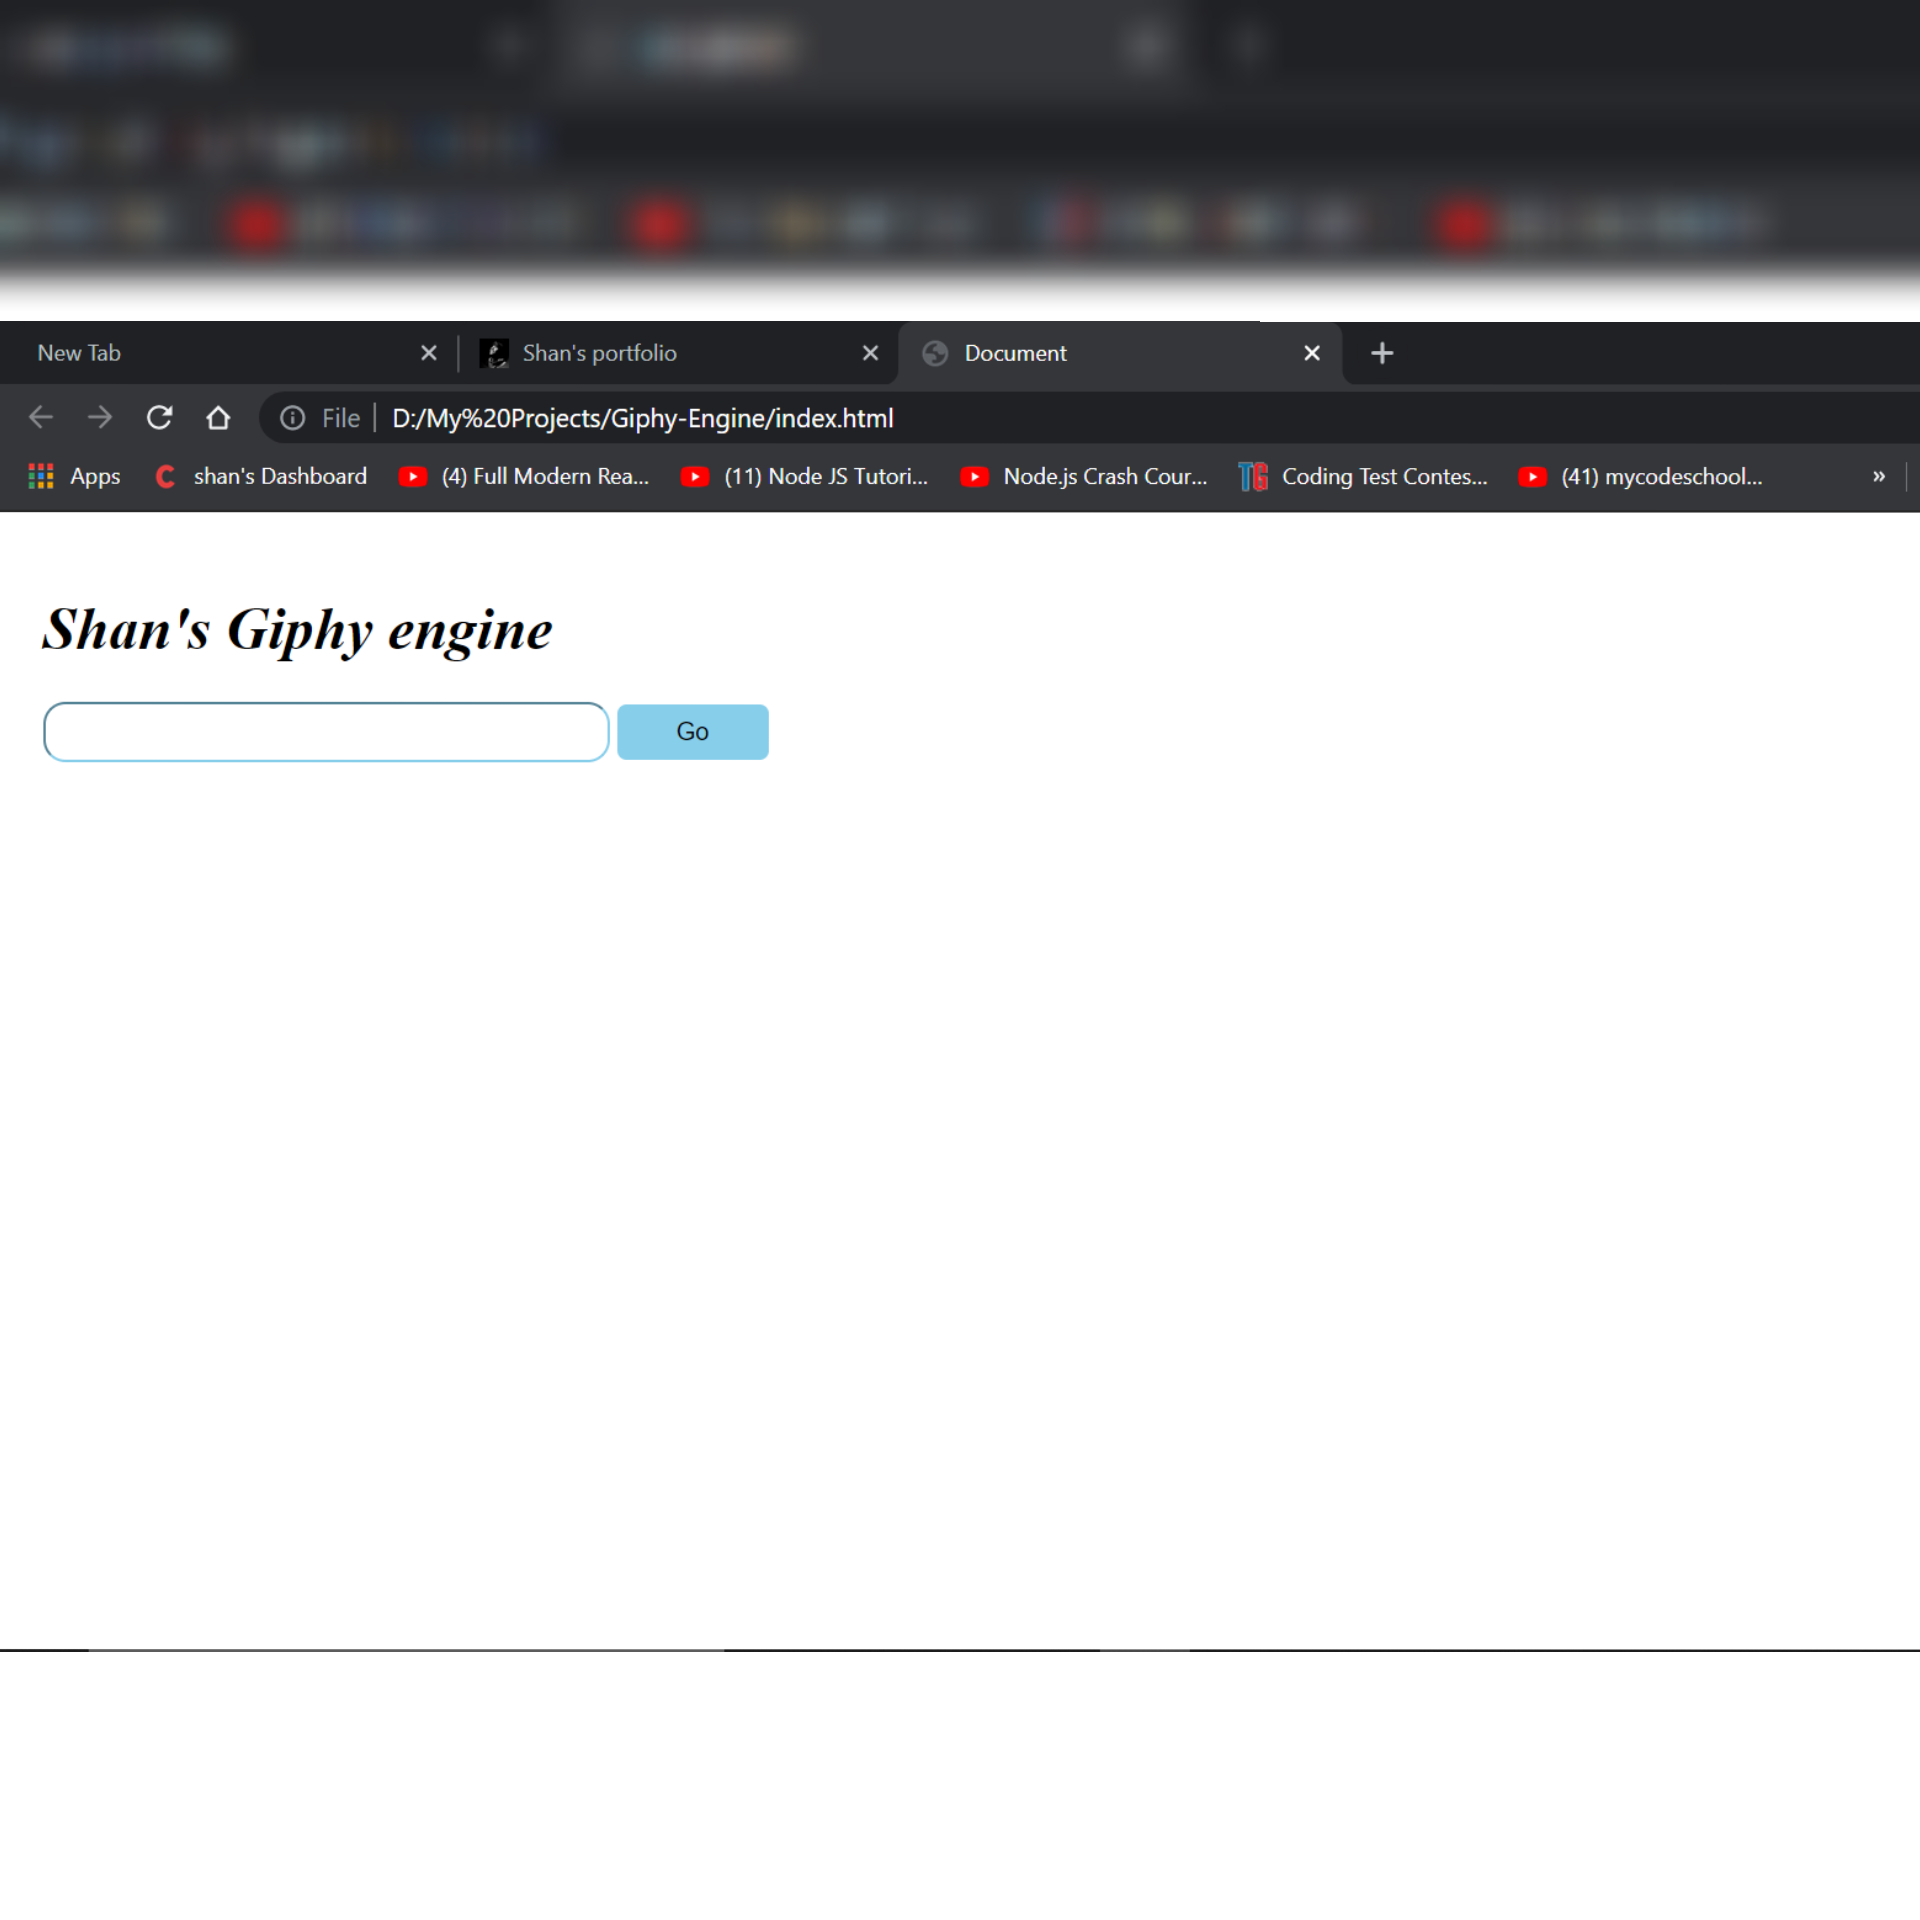 New Tab Shan's portfolio Document
File D:/My%20Projects/Giphy-Engine/index.html
Apps shan's Dashboard (4) Full Modern Rea... (11) Node JS Tutori... Node.js Crash Cour... TG Coding Test Contes... (41) mycodeschool... »
Shan's Giphy engine
Go